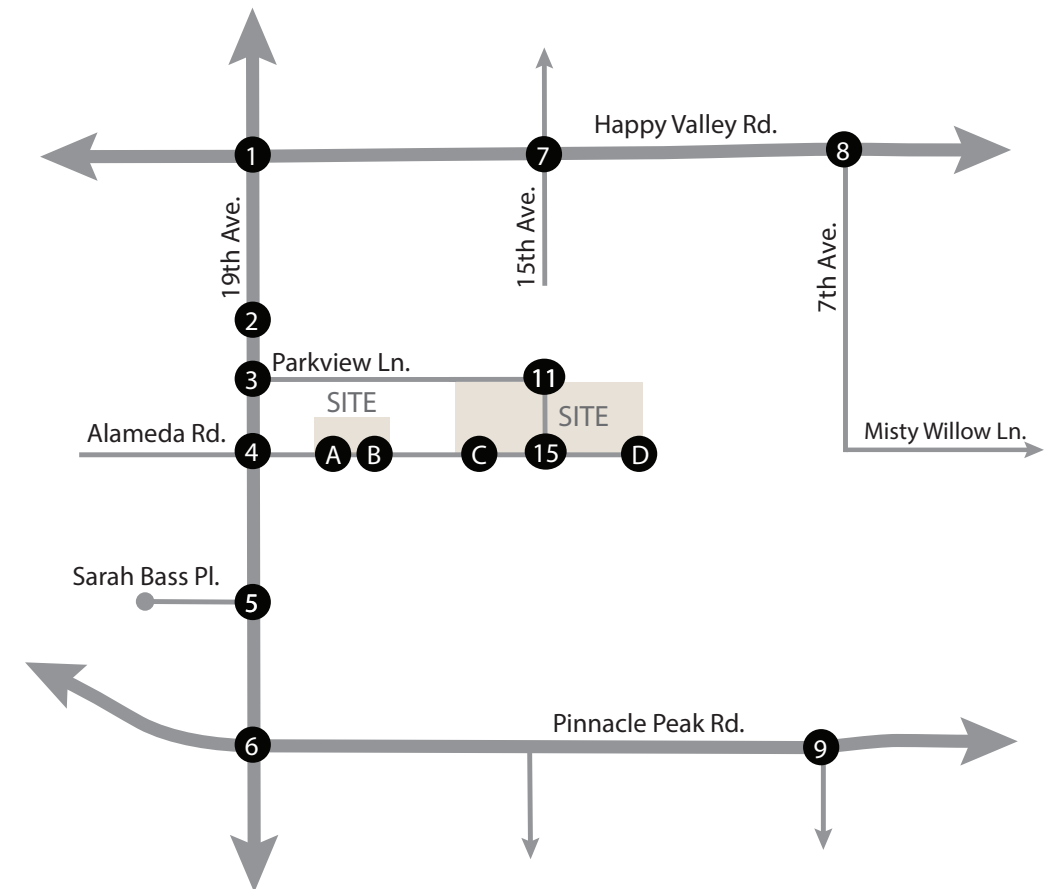 Happy Valley Rd.
1
7
8
19th Ave.
15th Ave.
7th Ave.
2
Parkview Ln.
3
11
SITE
SITE
Alameda Rd.
Misty Willow Ln.
4
A
B
C
15
D
Sarah Bass Pl.
5
Pinnacle Peak Rd.
6
9